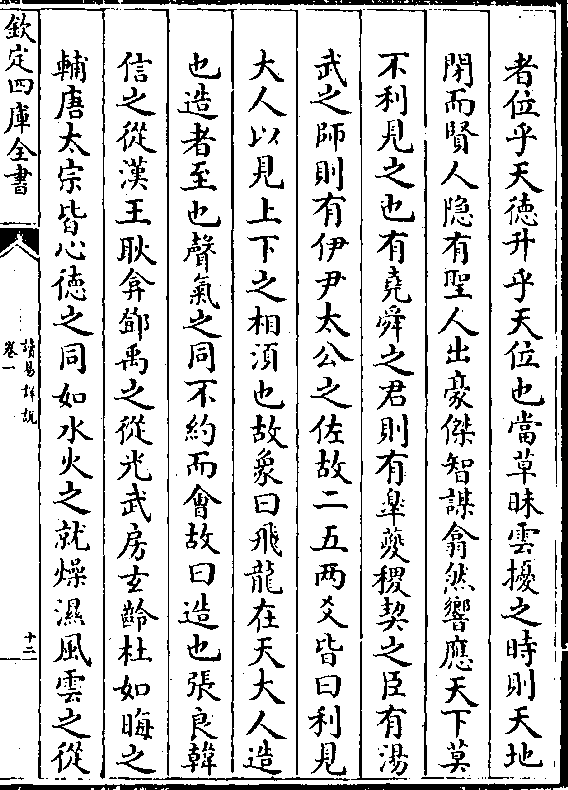 者位乎天德升乎天位也當草昧雲擾之時則天地
閉而賢人隐有聖人出豪傑智謀翕然響應天下莫
不利見之也有堯舜之君則有臯䕫稷契之臣有湯
武之師則有伊尹太公之佐故二五两爻皆曰利見
大人以見上下之相須也故象曰飛龍在天大人造
也造者至也聲氣之同不約而會故曰造也張良韓
信之從漢王耿弇鄧禹之從光武房玄齡杜如晦之
輔唐太宗皆心德之同如水火之就燥濕風雲之從
欽定四庫全書
讀易詳說
卷一
十二